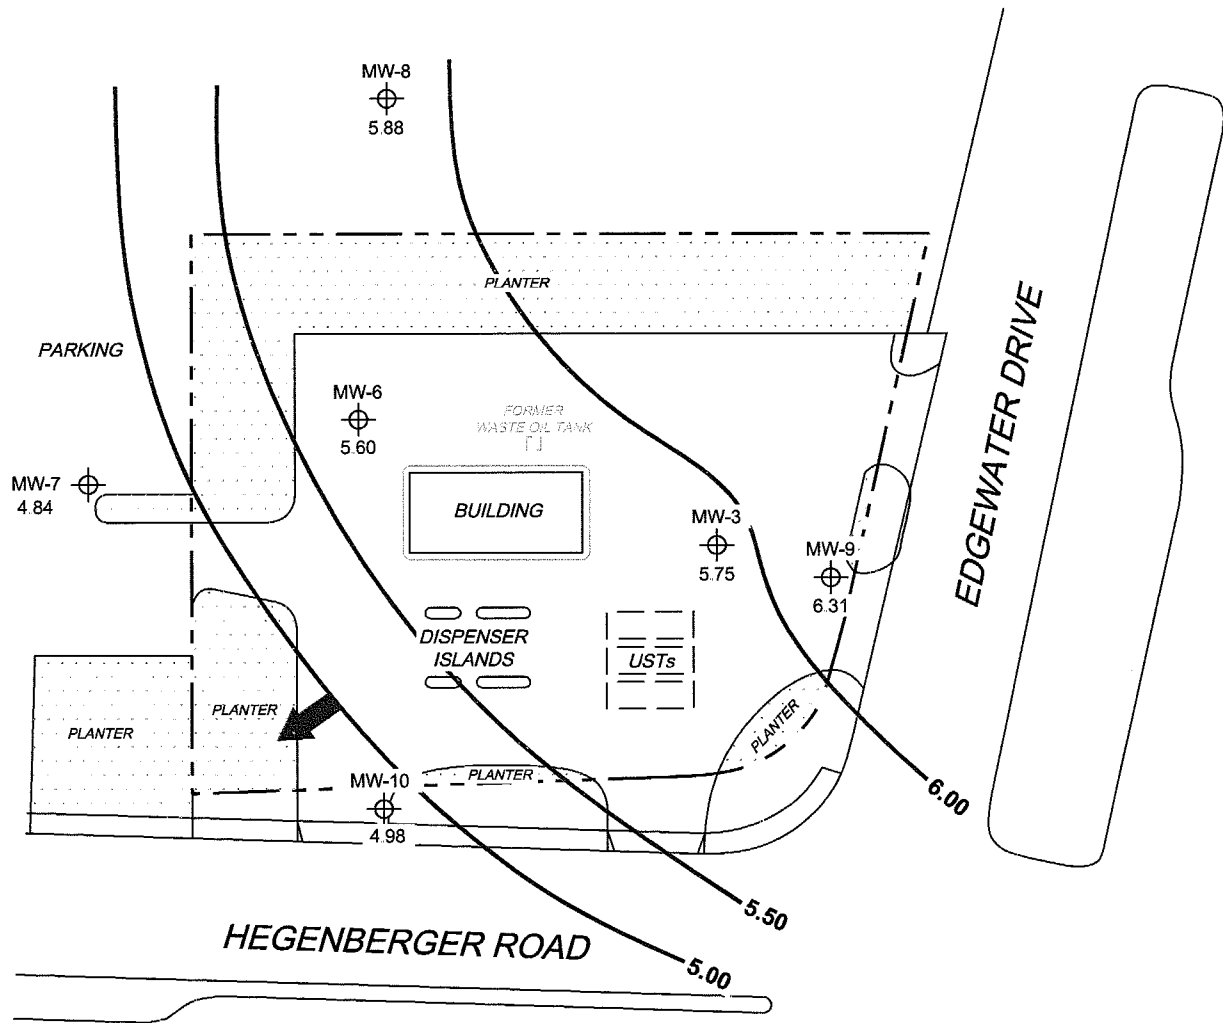 MW-8
5.88
PLANTER
PARKING
MW-6
5.60
FORMER
WASTE OIL TANK
MW-7
4.84
BUILDING
MW-3
5.75
MW-9
6.31
EDGEWATER DRIVE
DISPENSER
ISLANDS
USTs
PLANTER
PLANTER
PLANTER
PLANTER
MW-10
4.98
6.00
5.50
5.00
HEGENBERGER ROAD